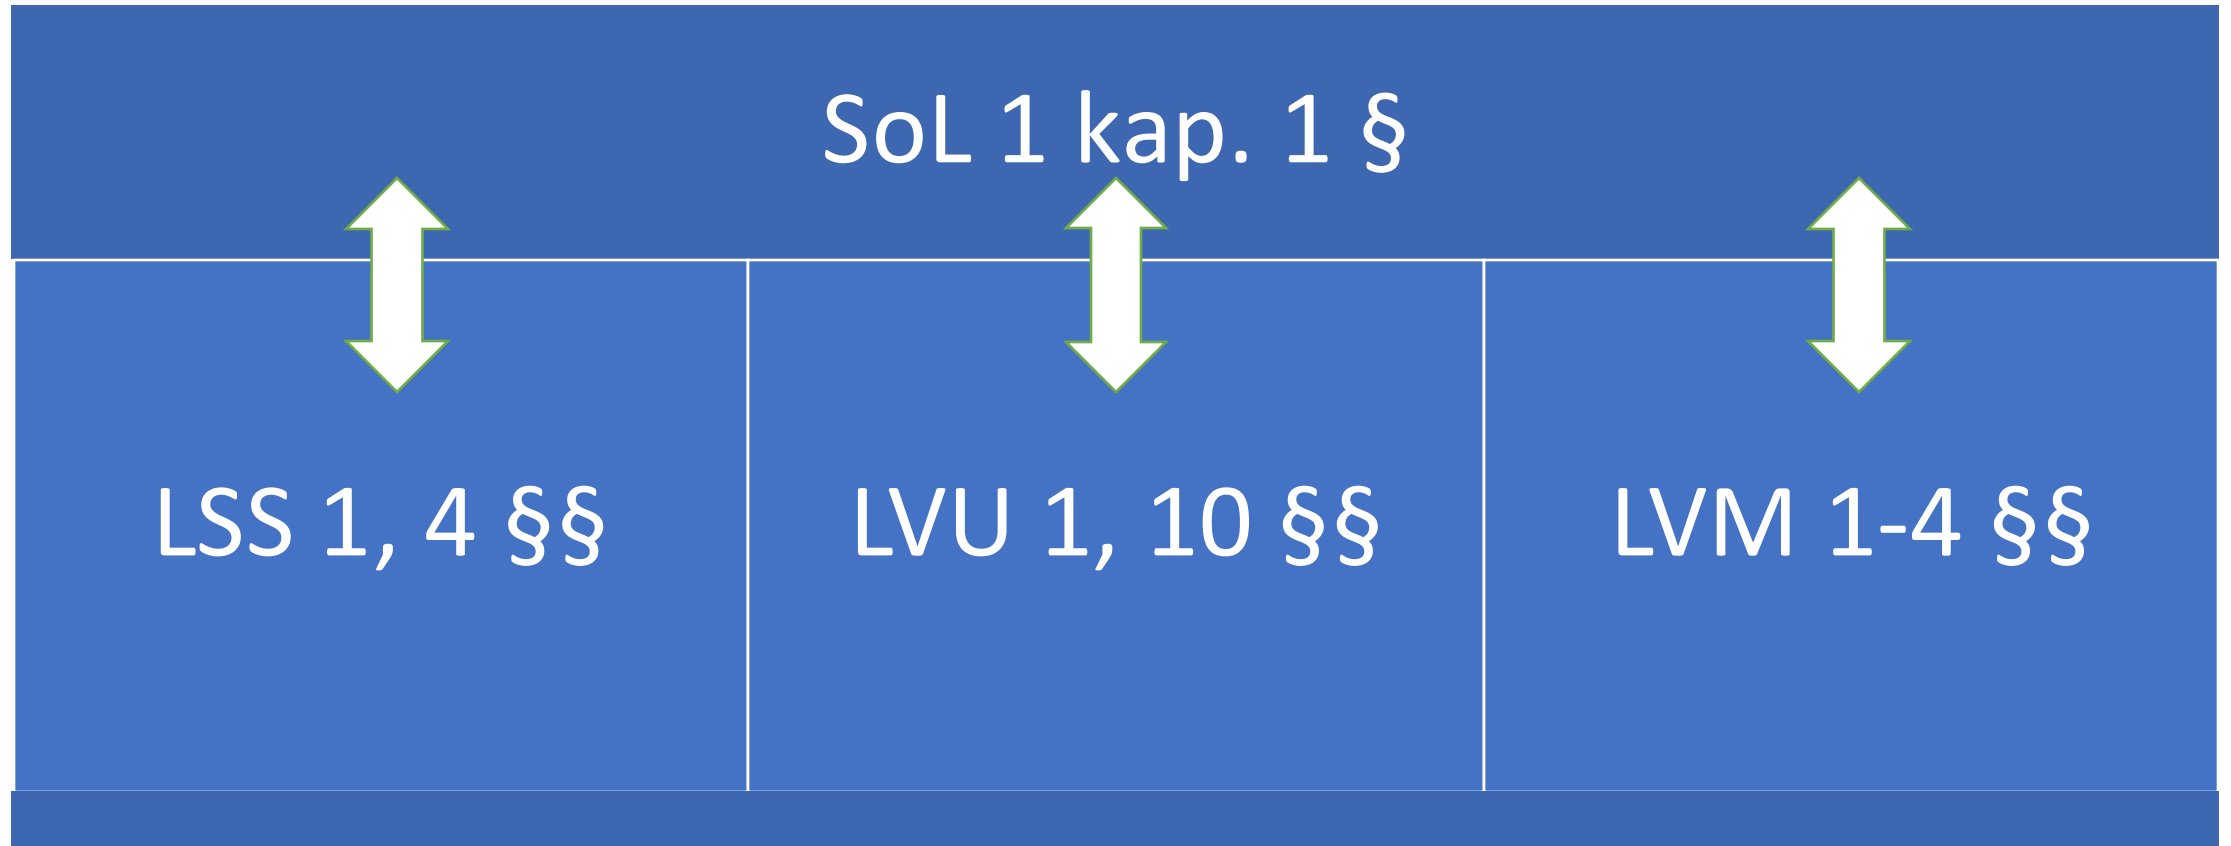 SoL 1 kap. 1 §
LSS 1, 4 §§
LVU 1, 10 §§
LVM 1-4 §§